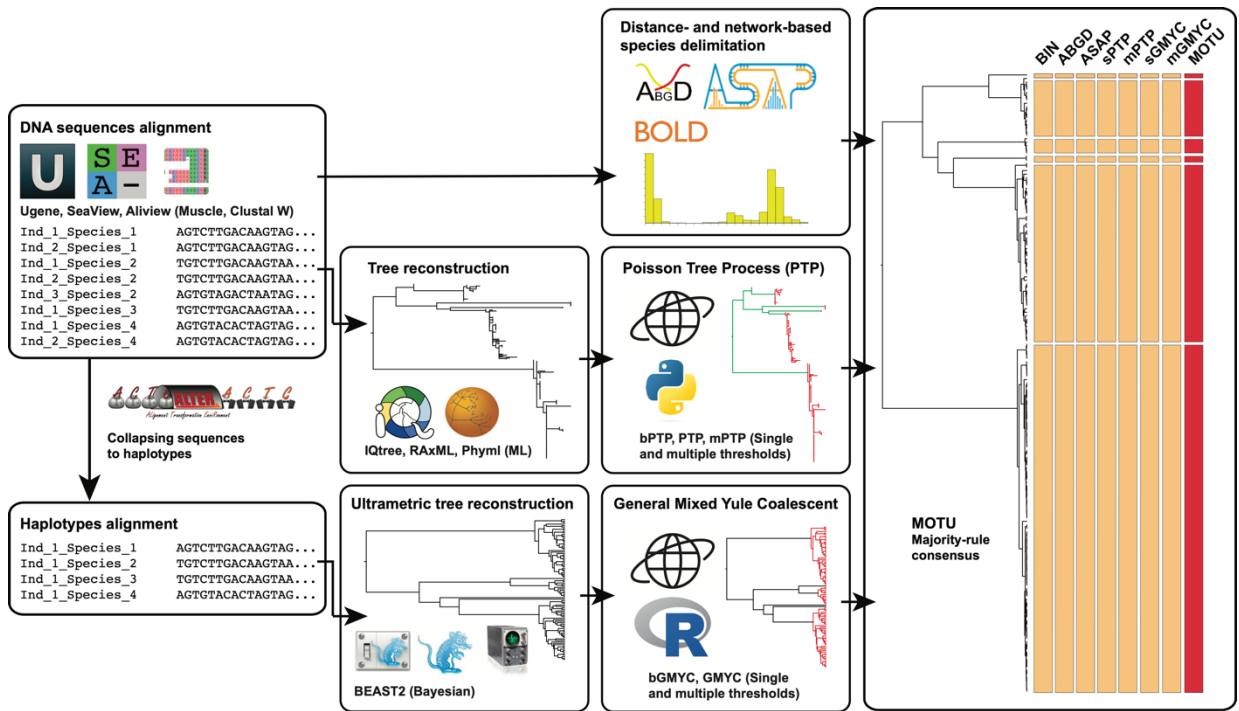 DNA sequences alignment
U
S E
A -
Ugene, SeaView, Aliview (Muscle, Clustal W)
Ind_1_Species_1 AGTCTTGACAAGTAG...
Ind_2_Species_1 AGTCTTGACAAGTAG...
Ind_1_Species_2 TGTCTTGACAAGTAA...
Ind_2_Species_2 TGTCTTGACAAGTAA...
Ind_3_Species_2 AGTGTAGACTAATAG...
Ind_1_Species_3 TGTCTTGACAAGTAA...
Ind_1_Species_4 AGTGTACACTAGTAG...
Ind_2_Species_4 AGTGTACACTAGTAG...
ALTER
Alignment Transformation Environment
Collapsing sequences
to haplotypes
Haplotypes alignment
Ind_1_Species_1 AGTCTTGACAAGTAG...
Ind_1_Species_2 TGTCTTGACAAGTAA...
Ind_1_Species_3 TGTCTTGACAAGTAA...
Ind_1_Species_4 AGTGTACACTAGTAG...
Tree reconstruction
IQ
IQtree, RAxML, Phyml (ML)
Ultrametric tree reconstruction
BEAST2 (Bayesian)
Distance- and network-based
species delimitation
ABGD
ASAP
BOLD
Poisson Tree Process (PTP)
bPTP, PTP, mPTP (Single
and multiple thresholds)
General Mixed Yule Coalescent
R
bGMYC, GMYC (Single
and multiple thresholds)
BIN
ABGD
ASAP
sPTP
mPTP
sGMYC
mGMYC
MOTU
MOTU
Majority-rule
consensus